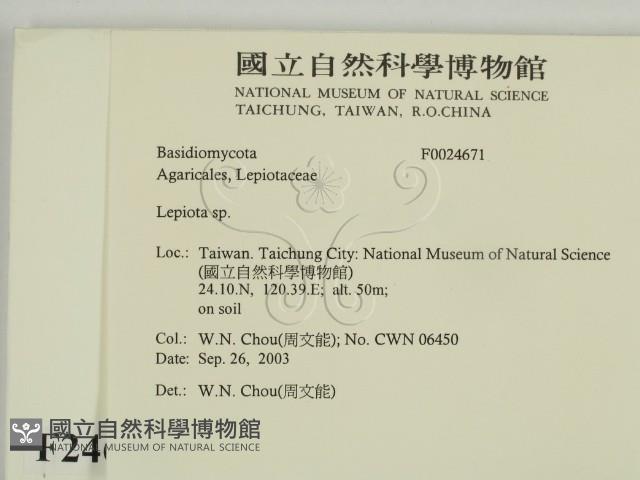 國立自然科學博物館
NATIONAL MUSEUM OF NATURAL SCIENCE
TAICHUNG, TAIWAN, R.O.CHINA
Basidiomycota F0024671
Agaricales, Lepiotaceae
Lepiota sp.
Loc.: Taiwan. Taichung City: National Museum of Natural Science
(國立自然科學博物館)
24.10.N, 120.39.E; alt. 50m;
on soil
Col.: W.N. Chou(周文能); No. CWN 06450
Date: Sep. 26, 2003
Det.: W.N. Chou(周文能)
國立自然科學博物館
NATIONAL MUSEUM OF NATURAL SCIENCE